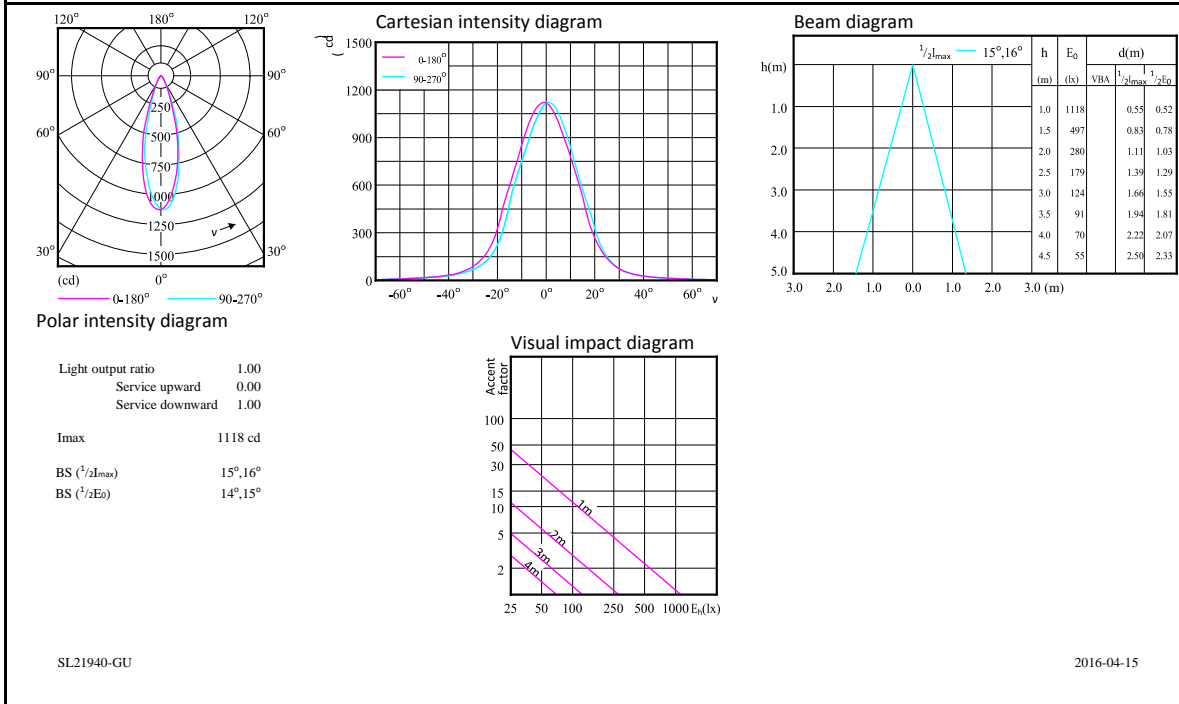 120° 180° 120°
90° 90°
250
60° 500 60°
750
1000
1250 ν
30° 1500 30°
(cd) 0°
0-180° 90-270°
Polar intensity diagram
Light output ratio 1.00
Service upward 0.00
Service downward 1.00
Imax 1118 cd
BS (1/2Imax) 15°,16°
BS (1/2E0) 14°,15°
Cartesian intensity diagram
(cd)
1500
0-180°
90-270°
1200
900
600
300
0
-60° -40° -20° 0° 20° 40° 60° ν
Beam diagram
h(m) 1/2Imax 15°,16°
1.0
2.0
3.0
4.0
5.0
3.0 2.0 1.0 0.0 1.0 2.0 3.0 (m)
h E0 d(m)
(m) (lx) VBA 1/2Imax 1/2E0
1.0 1118 0.55 0.52
1.5 497 0.83 0.78
2.0 280 1.11 1.03
2.5 179 1.39 1.29
3.0 124 1.66 1.55
3.5 91 1.94 1.81
4.0 70 2.22 2.07
4.5 55 2.50 2.33
Visual impact diagram
Accent
factor
100
50
30
15
10
5
2
1m
2m
3m
4m
25 50 100 250 500 1000 Eh(lx)
SL21940-GU 2016-04-15